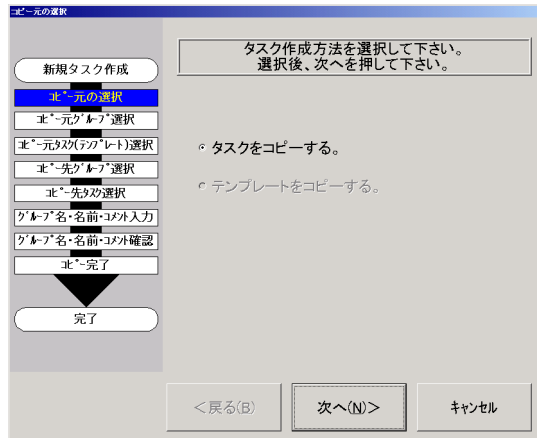 ｺﾋﾟｰ元の選択
タスク作成方法を選択して下さい。
選択後、次へを押して下さい。
新規タスク作成
ｺﾋﾟｰ元の選択
ｺﾋﾟｰ元ｸﾞﾙｰﾌﾟ選択
ｺﾋﾟｰ元ﾀｽｸ(ﾃﾝﾌﾟﾚｰﾄ)選択
ｺﾋﾟｰ先ｸﾞﾙｰﾌﾟ選択
ｺﾋﾟｰ先ﾀｽｸ選択
ｸﾞﾙｰﾌﾟ名・名前・ｺﾒﾝﾄ入力
ｸﾞﾙｰﾌﾟ名・名前・ｺﾒﾝﾄ確認
ｺﾋﾟｰ完了
完了
タスクをコピーする。
テンプレートをコピーする。
＜戻る(B)
次へ(N)＞
ｷｬﾝｾﾙ